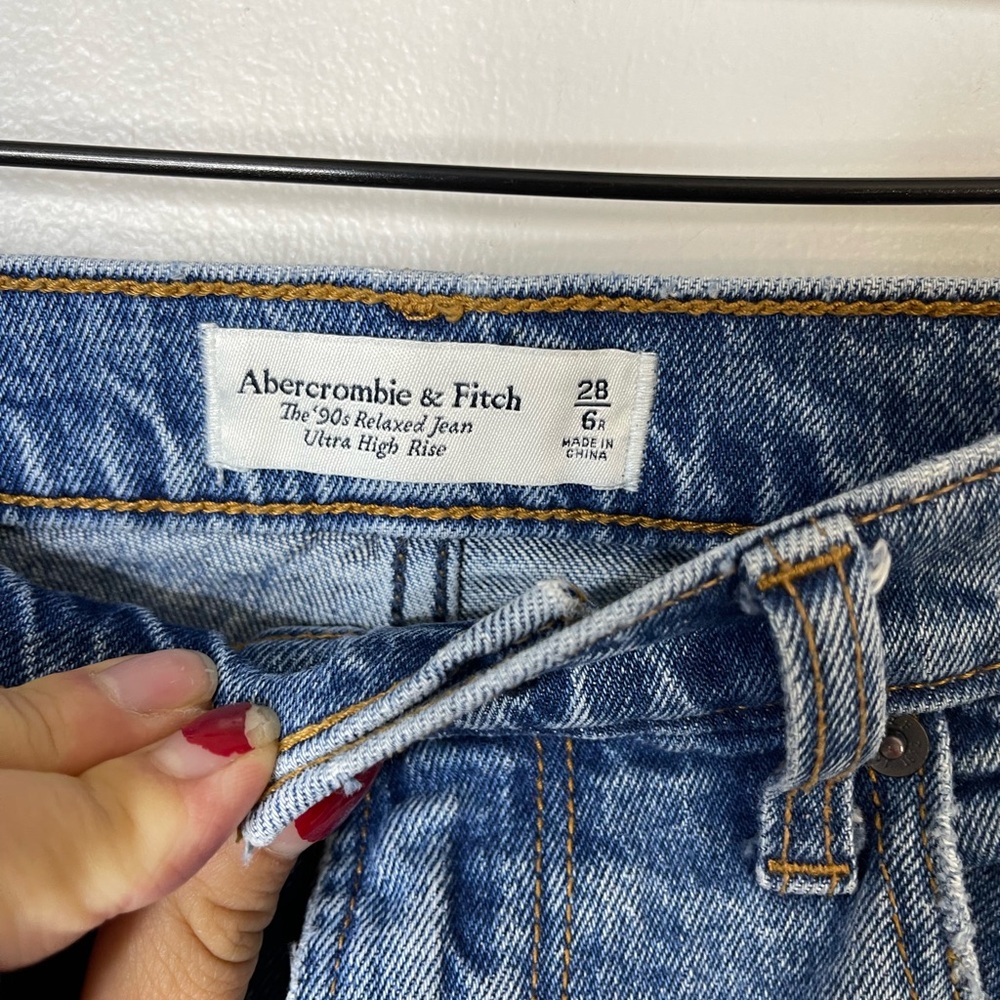 Abercrombie & Fitch
The '90s Relaxed Jean
Ultra High Rise
28
6R
MADE IN
CHINA